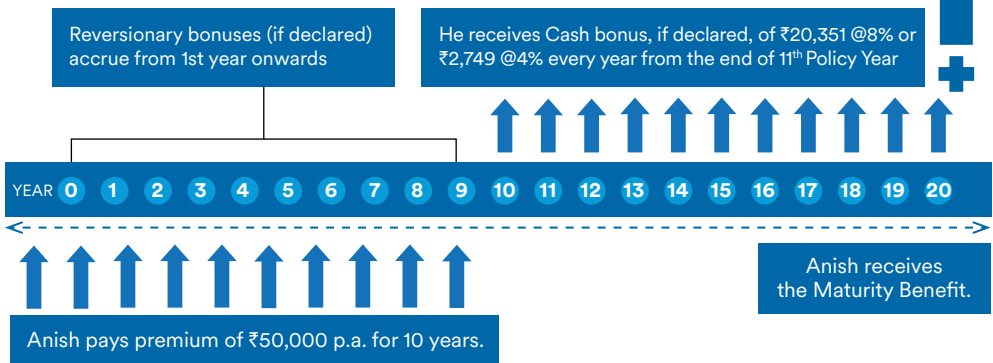 Reversionary bonuses (if declared)
accrue from 1st year onwards
He receives Cash bonus, if declared, of ₹20,351 @8% or
₹2,749 @4% every year from the end of 11th Policy Year
YEAR 0 1 2 3 4 5 6 7 8 9 10 11 12 13 14 15 16 17 18 19 20
Anish receives
the Maturity Benefit.
Anish pays premium of ₹50,000 p.a. for 10 years.